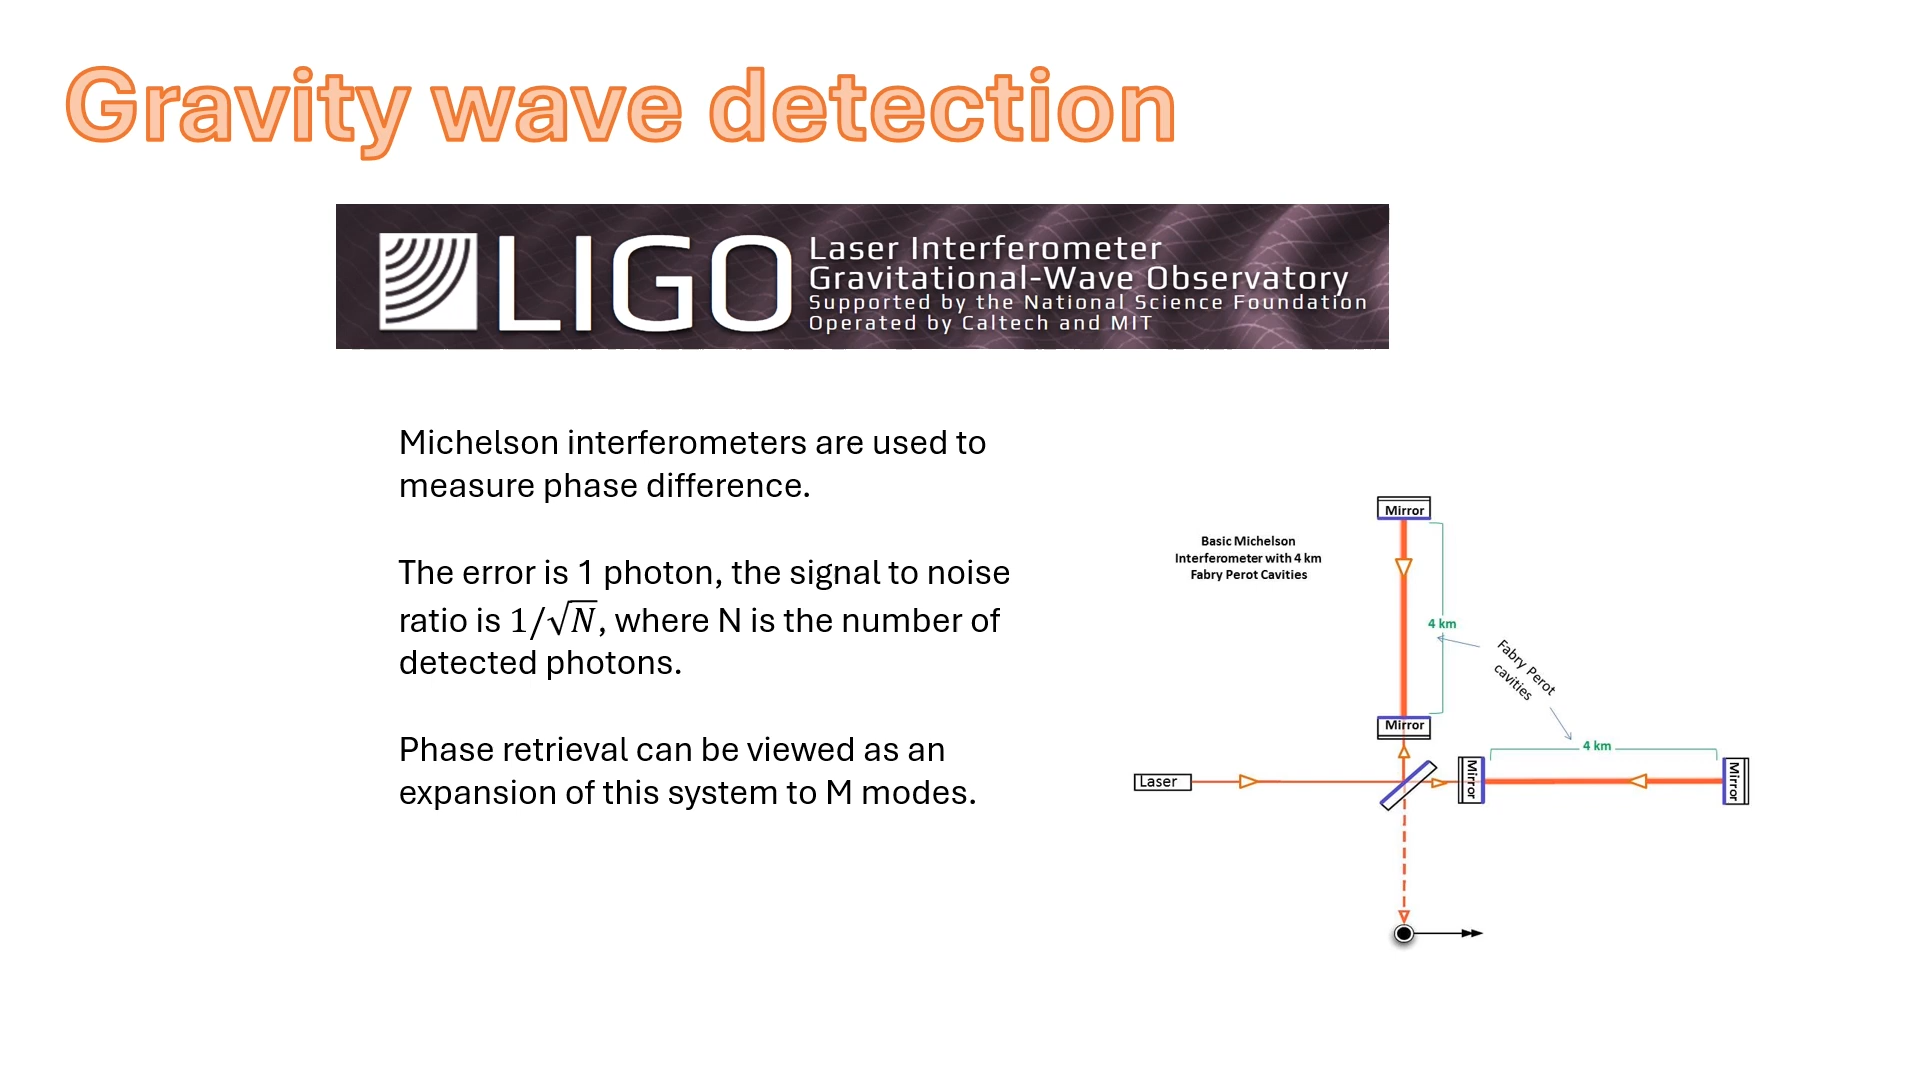 Gravity wave detection
LIGO
Laser Interferometer
Gravitational-Wave Observatory
Supported by the National Science Foundation
Operated by Caltech and MIT
Michelson interferometers are used to
measure phase difference.
The error is 1 photon, the signal to noise
ratio is 1/√N, where N is the number of
detected photons.
Phase retrieval can be viewed as an
expansion of this system to M modes.
Basic Michelson
Interferometer with 4 km
Fabry Perot Cavities
Mirror
4 km
Fabry Perot
cavities
Mirror
4 km
Laser
Mirror
Mirror